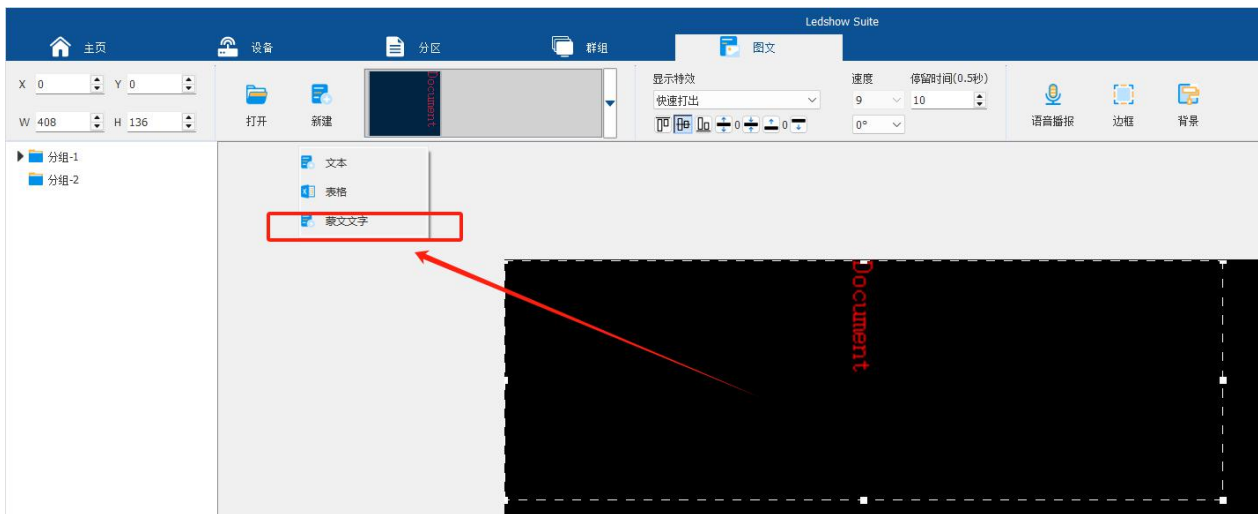 Ledshow Suite
主页 设备 分区 群组 图文
X 0 Y 0
W 408 H 136
打开 新建
Document
显示特效 速度 停留时间(0.5秒)
快速打出 9 10
0 0 0°
语音播报 边框 背景
分组-1
分组-2
文本
表格
蒙文文字
Document